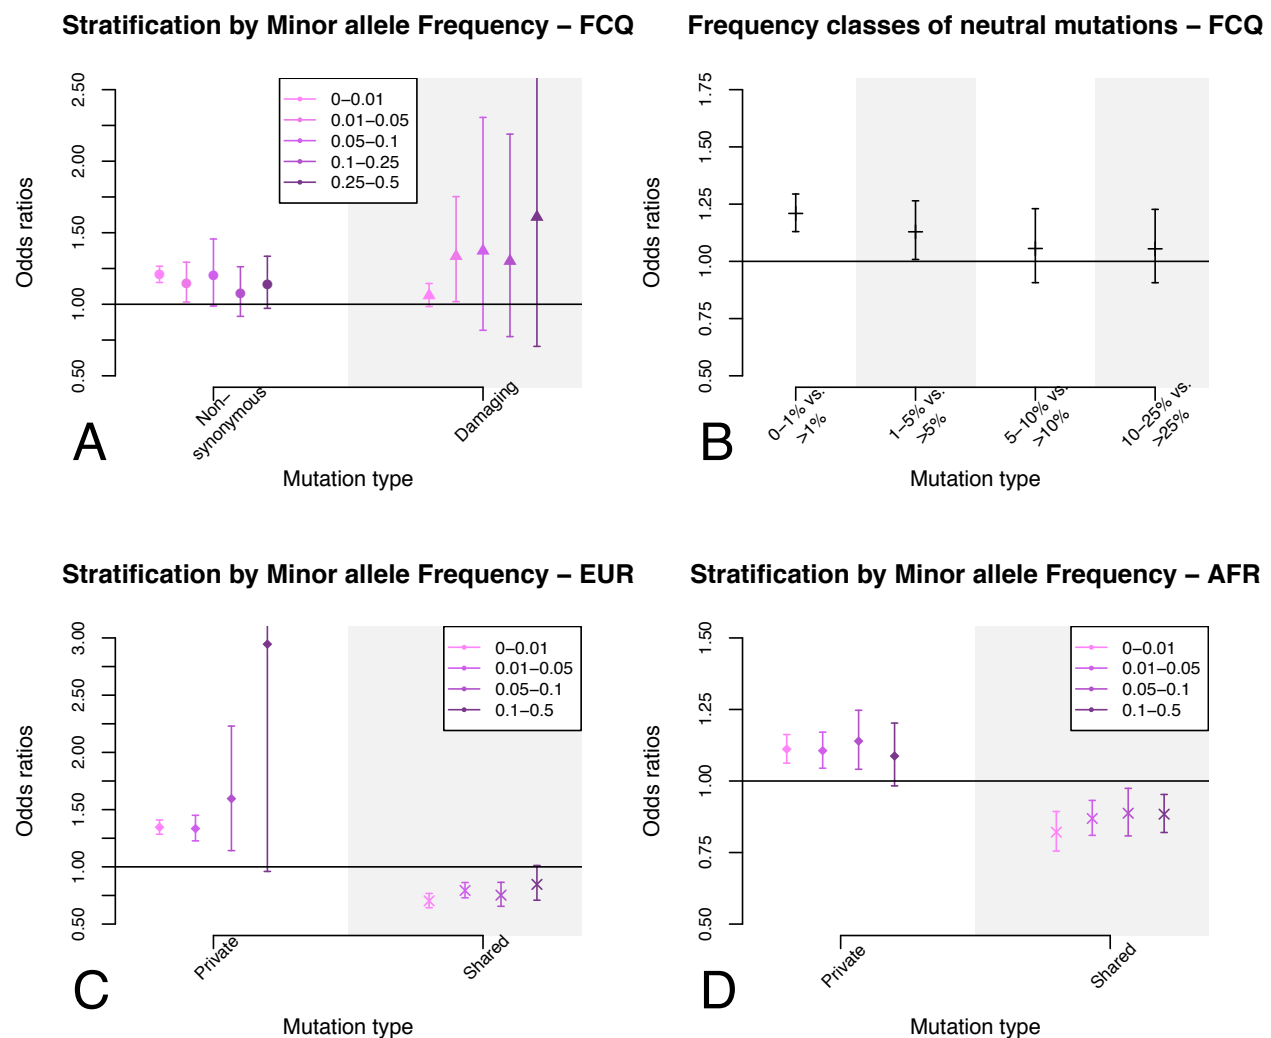 Stratification by Minor allele Frequency – FCQ
Odds ratios
2.50
2.00
1.50
1.00
0.50
0–0.01
0.01–0.05
0.05–0.1
0.1–0.25
0.25–0.5
Non–
synonymous
Damaging
A
Mutation type
Frequency classes of neutral mutations – FCQ
Odds ratios
1.75
1.50
1.25
1.00
0.75
0.50
0–1% vs.
>1%
1–5% vs.
>5%
5–10% vs.
>10%
10–25% vs.
>25%
B
Mutation type
Stratification by Minor allele Frequency – EUR
Odds ratios
3.00
2.50
2.00
1.50
1.00
0.50
0–0.01
0.01–0.05
0.05–0.1
0.1–0.5
Private
Shared
C
Mutation type
Stratification by Minor allele Frequency – AFR
Odds ratios
1.50
1.25
1.00
0.75
0.50
0–0.01
0.01–0.05
0.05–0.1
0.1–0.5
Private
Shared
D
Mutation type